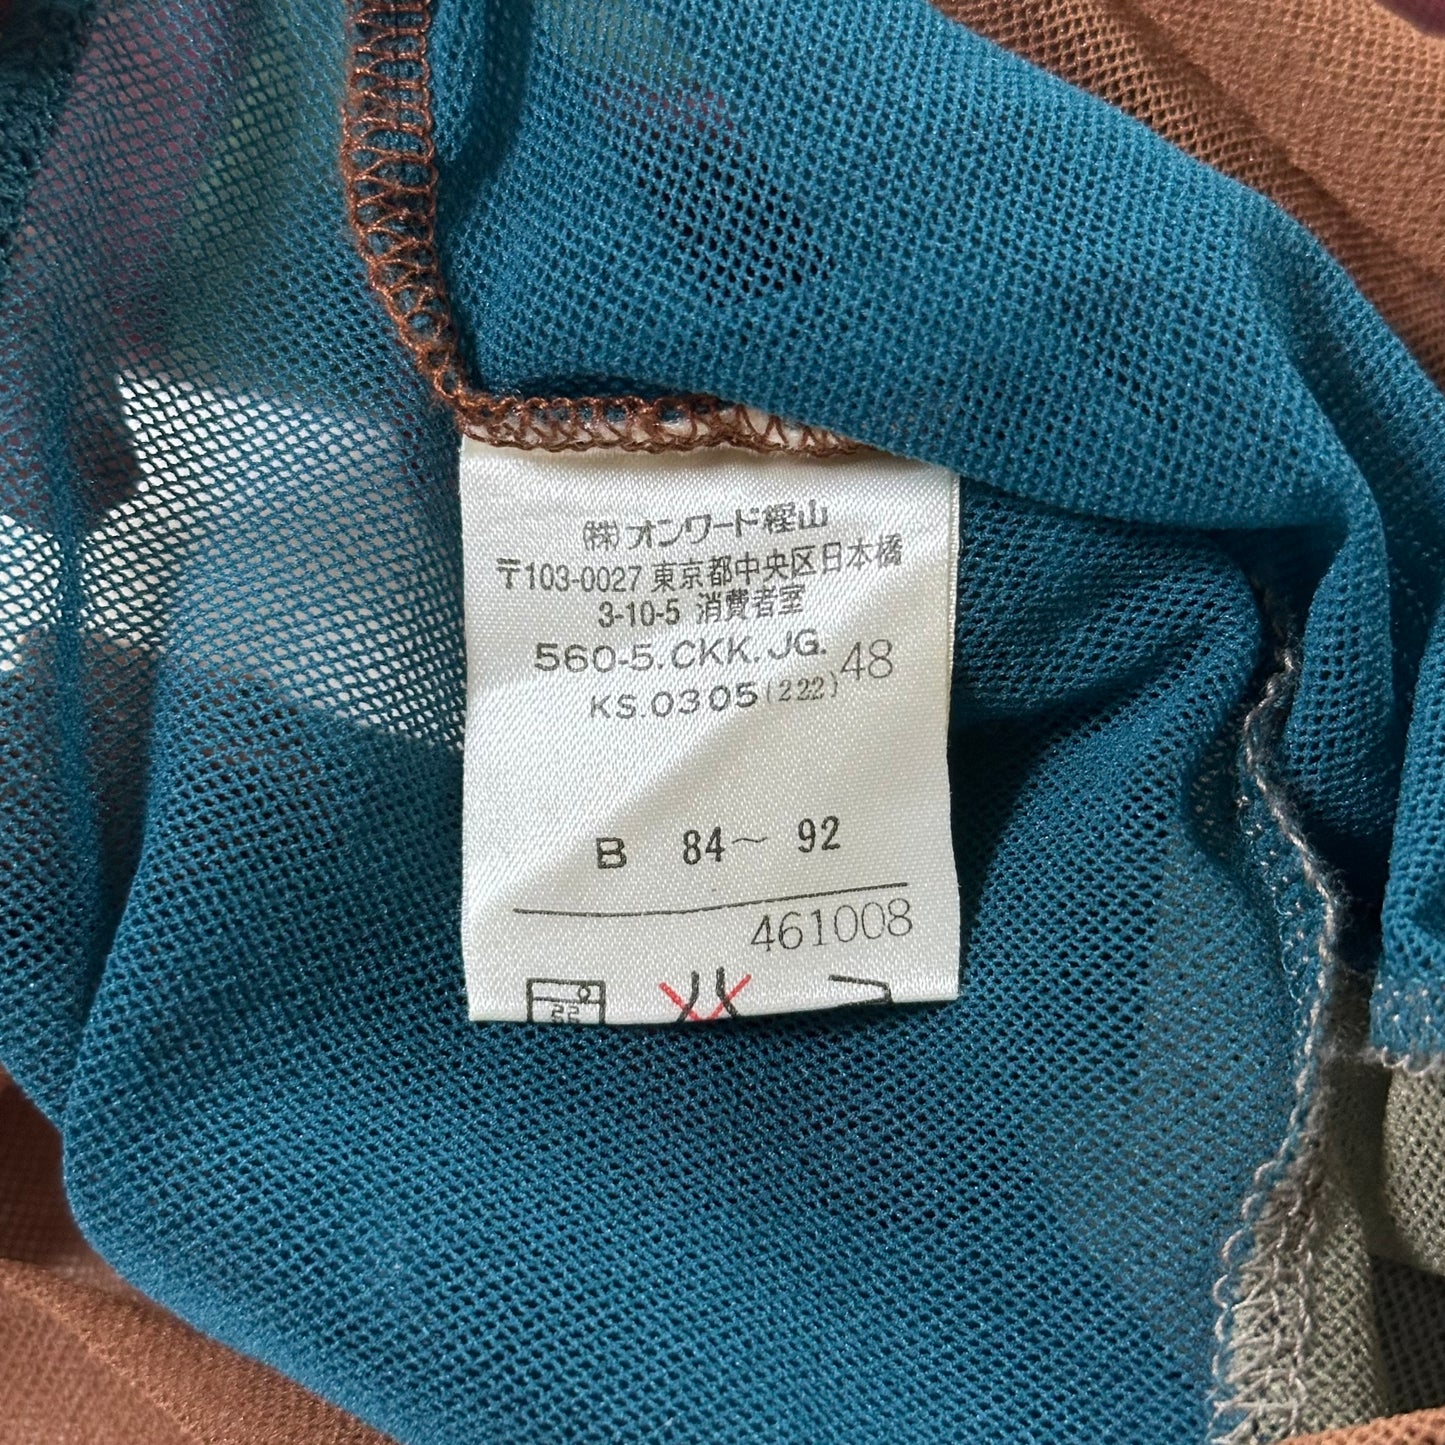 ㈱オンワード樫山
〒103-0027 東京都中央区日本橋
3-10-5 消費者室
560-5.CKK.JG. 48
KS.0305(222)
B 84～ 92
461008